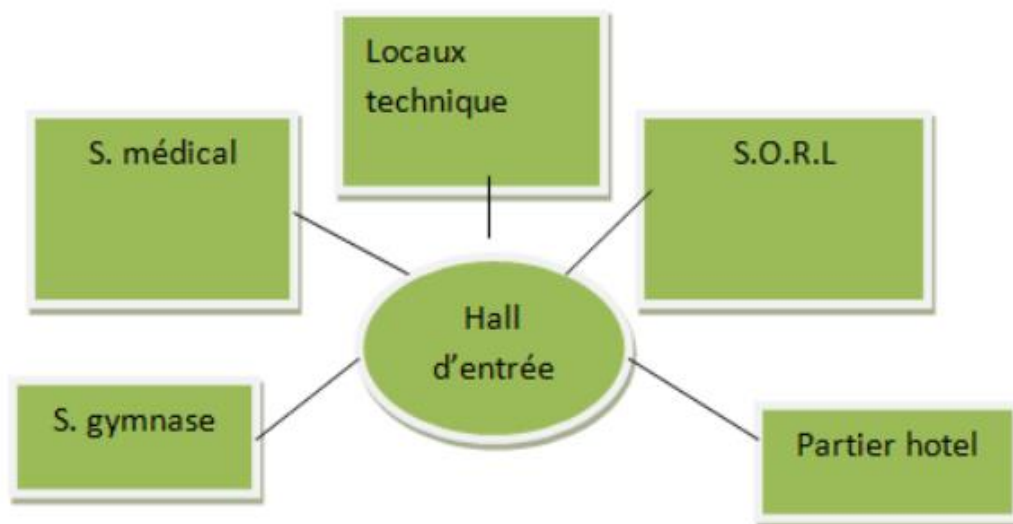 Locaux
technique
S. médical
S.O.R.L
Hall
d'entrée
S. gymnase
Partier hotel